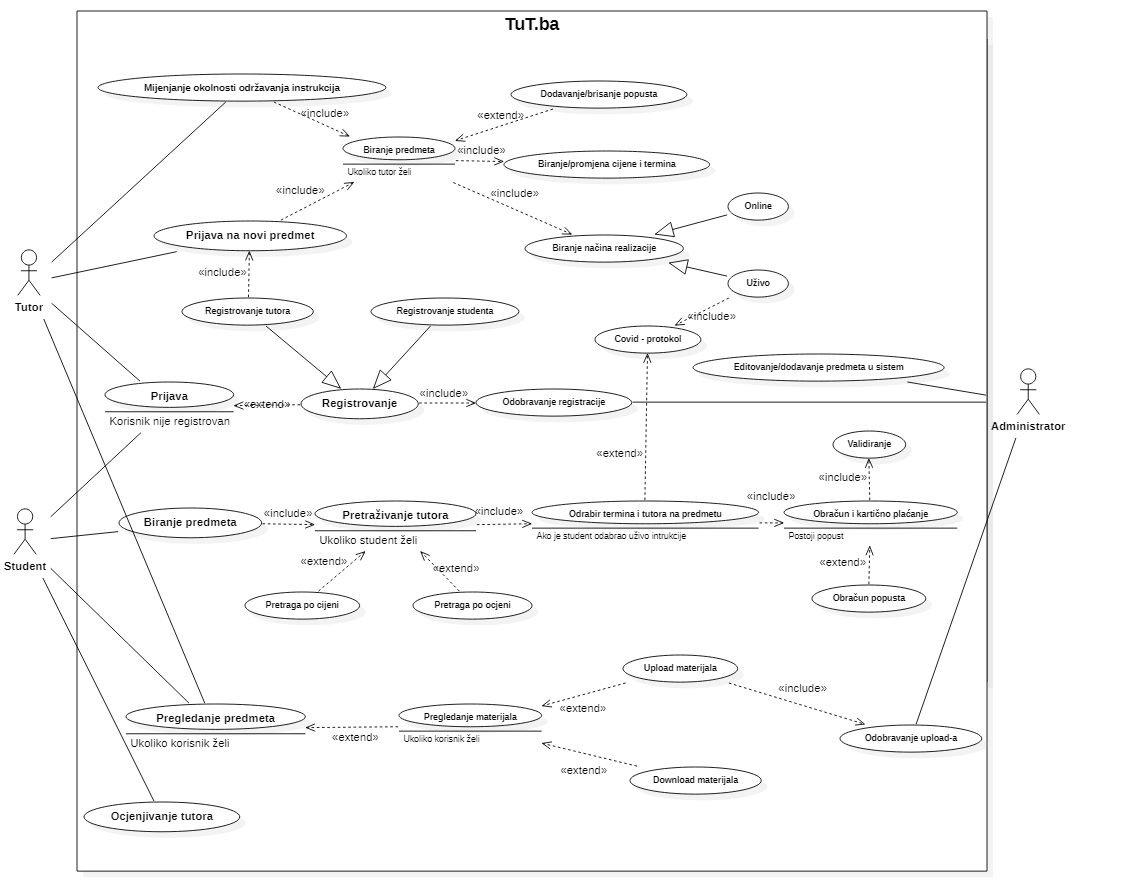 TuT.ba
Mijenjanje okolnosti održavanja instrukcija
Dodavanje/brisanje popusta
«include»
«extend»
Biranje predmeta
«include»
Biranje/promjena cijene i termina
Ukoliko tutor želi
«include»
«include»
Online
Prijava na novi predmet
Biranje načina realizacije
«include»
Uživo
Tutor
Registrovanje tutora
Registrovanje studenta
«include»
Covid - protokol
Editovanje/dodavanje predmeta u sistem
Prijava
«extend»
Registrovanje
«include»
Odobravanje registracije
Korisnik nije registrovan
Administrator
Validiranje
«extend»
«include»
«include»
Biranje predmeta
«include»
Pretraživanje tutora
«include»
Odrabir termina i tutora na predmetu
Obračun i kartično plaćanje
Ukoliko student želi
Ako je student odabrao uživo intrukcije
Postoji popust
Student
«extend»
«extend»
«extend»
Pretraga po cijeni
Pretraga po ocjeni
Obračun popusta
Upload materijala
«include»
«extend»
Pregledanje predmeta
Pregledanje materijala
Ukoliko korisnik želi
«extend»
Ukoliko korisnik želi
Odobravanje upload-a
«extend»
Download materijala
Ocjenjivanje tutora